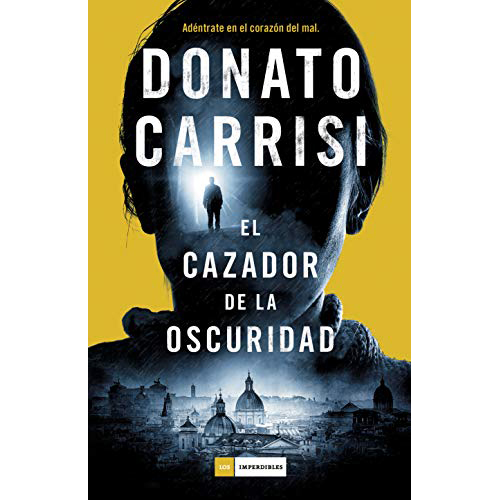 Adéntrate en el corazón del mal.
DONATO
CARRISI
EL
CAZADOR
DE LA
OSCURIDAD
LOS IMPERDIBLES